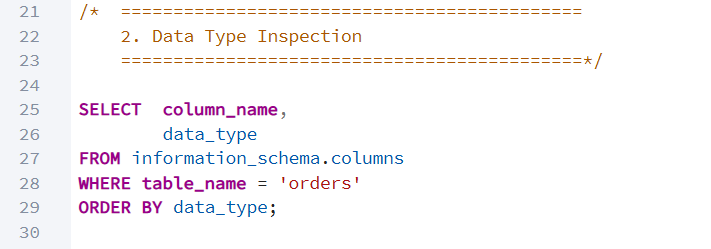 21 /* ============================================
22 2. Data Type Inspection
23 ============================================*/
24
25 SELECT column_name,
26 data_type
27 FROM information_schema.columns
28 WHERE table_name = 'orders'
29 ORDER BY data_type;
30